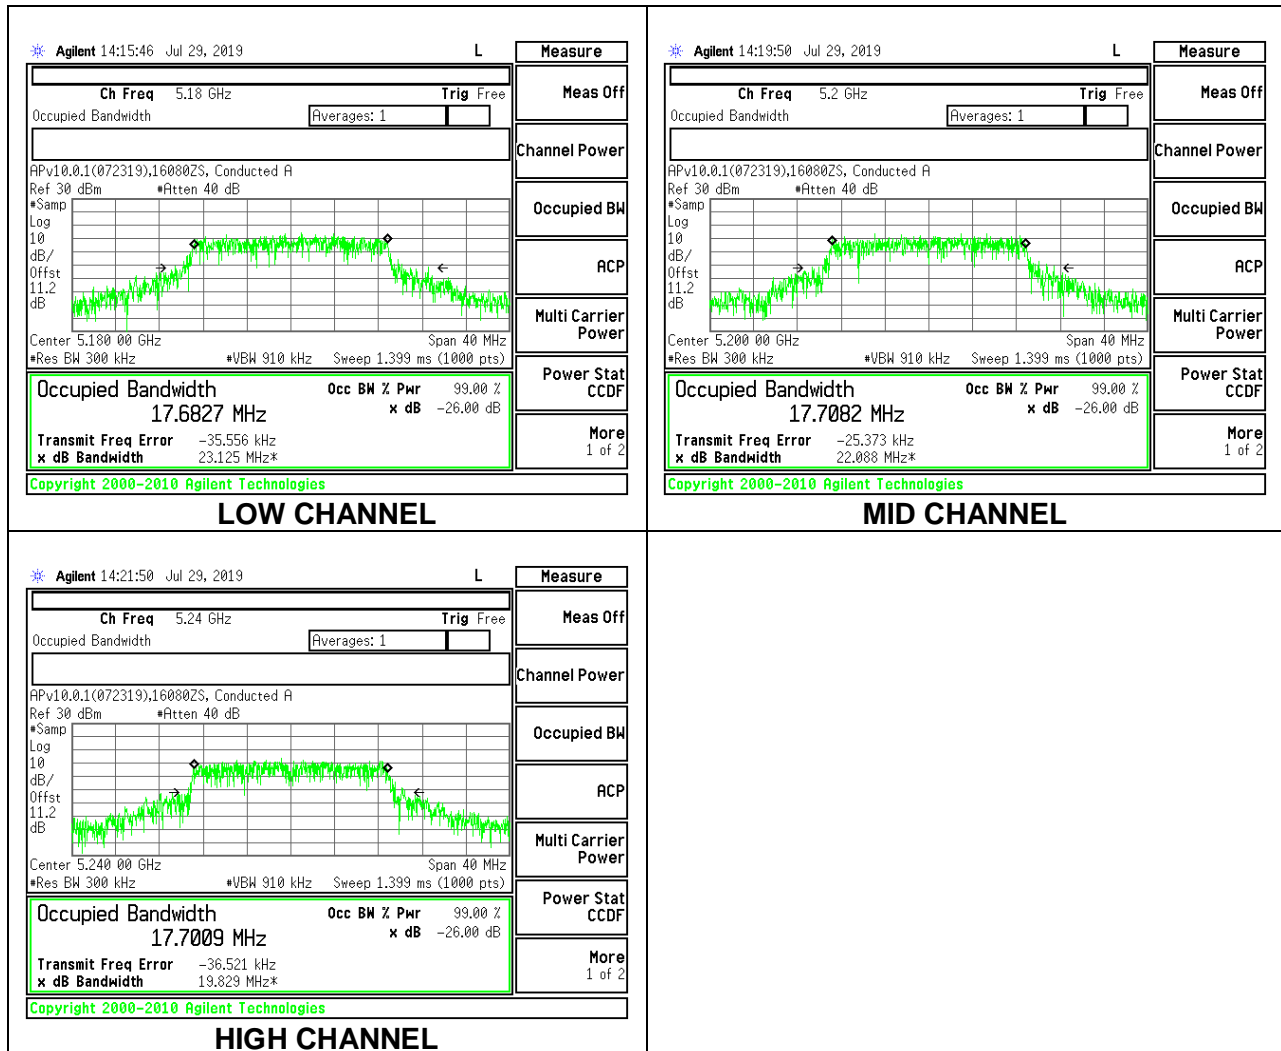 Agilent 14:15:46 Jul 29, 2019 L Measure
Ch Freq 5.18 GHz Trig Free
Occupied Bandwidth Averages: 1
APv10.0.1(072319),16080ZS, Conducted A
Ref 30 dBm #Atten 40 dB
#Samp
Log
10
dB/
Offst
11.2
dB
Center 5.180 00 GHz Span 40 MHz
#Res BW 300 kHz #VBW 910 kHz Sweep 1.399 ms (1000 pts)
Occupied Bandwidth Occ BW % Pwr 99.00 %
17.6827 MHz x dB -26.00 dB
Transmit Freq Error -35.556 kHz
x dB Bandwidth 23.125 MHz*
Copyright 2000-2010 Agilent Technologies
Meas Off
Channel Power
Occupied BW
ACP
Multi Carrier
Power
Power Stat
CCDF
More
1 of 2
LOW CHANNEL
Agilent 14:19:50 Jul 29, 2019 L Measure
Ch Freq 5.2 GHz Trig Free
Occupied Bandwidth Averages: 1
APv10.0.1(072319),16080ZS, Conducted A
Ref 30 dBm #Atten 40 dB
#Samp
Log
10
dB/
Offst
11.2
dB
Center 5.200 00 GHz Span 40 MHz
#Res BW 300 kHz #VBW 910 kHz Sweep 1.399 ms (1000 pts)
Occupied Bandwidth Occ BW % Pwr 99.00 %
17.7082 MHz x dB -26.00 dB
Transmit Freq Error -25.373 kHz
x dB Bandwidth 22.088 MHz*
Copyright 2000-2010 Agilent Technologies
Meas Off
Channel Power
Occupied BW
ACP
Multi Carrier
Power
Power Stat
CCDF
More
1 of 2
MID CHANNEL
Agilent 14:21:50 Jul 29, 2019 L Measure
Ch Freq 5.24 GHz Trig Free
Occupied Bandwidth Averages: 1
APv10.0.1(072319),16080ZS, Conducted A
Ref 30 dBm #Atten 40 dB
#Samp
Log
10
dB/
Offst
11.2
dB
Center 5.240 00 GHz Span 40 MHz
#Res BW 300 kHz #VBW 910 kHz Sweep 1.399 ms (1000 pts)
Occupied Bandwidth Occ BW % Pwr 99.00 %
17.7009 MHz x dB -26.00 dB
Transmit Freq Error -36.521 kHz
x dB Bandwidth 19.829 MHz*
Copyright 2000-2010 Agilent Technologies
Meas Off
Channel Power
Occupied BW
ACP
Multi Carrier
Power
Power Stat
CCDF
More
1 of 2
HIGH CHANNEL